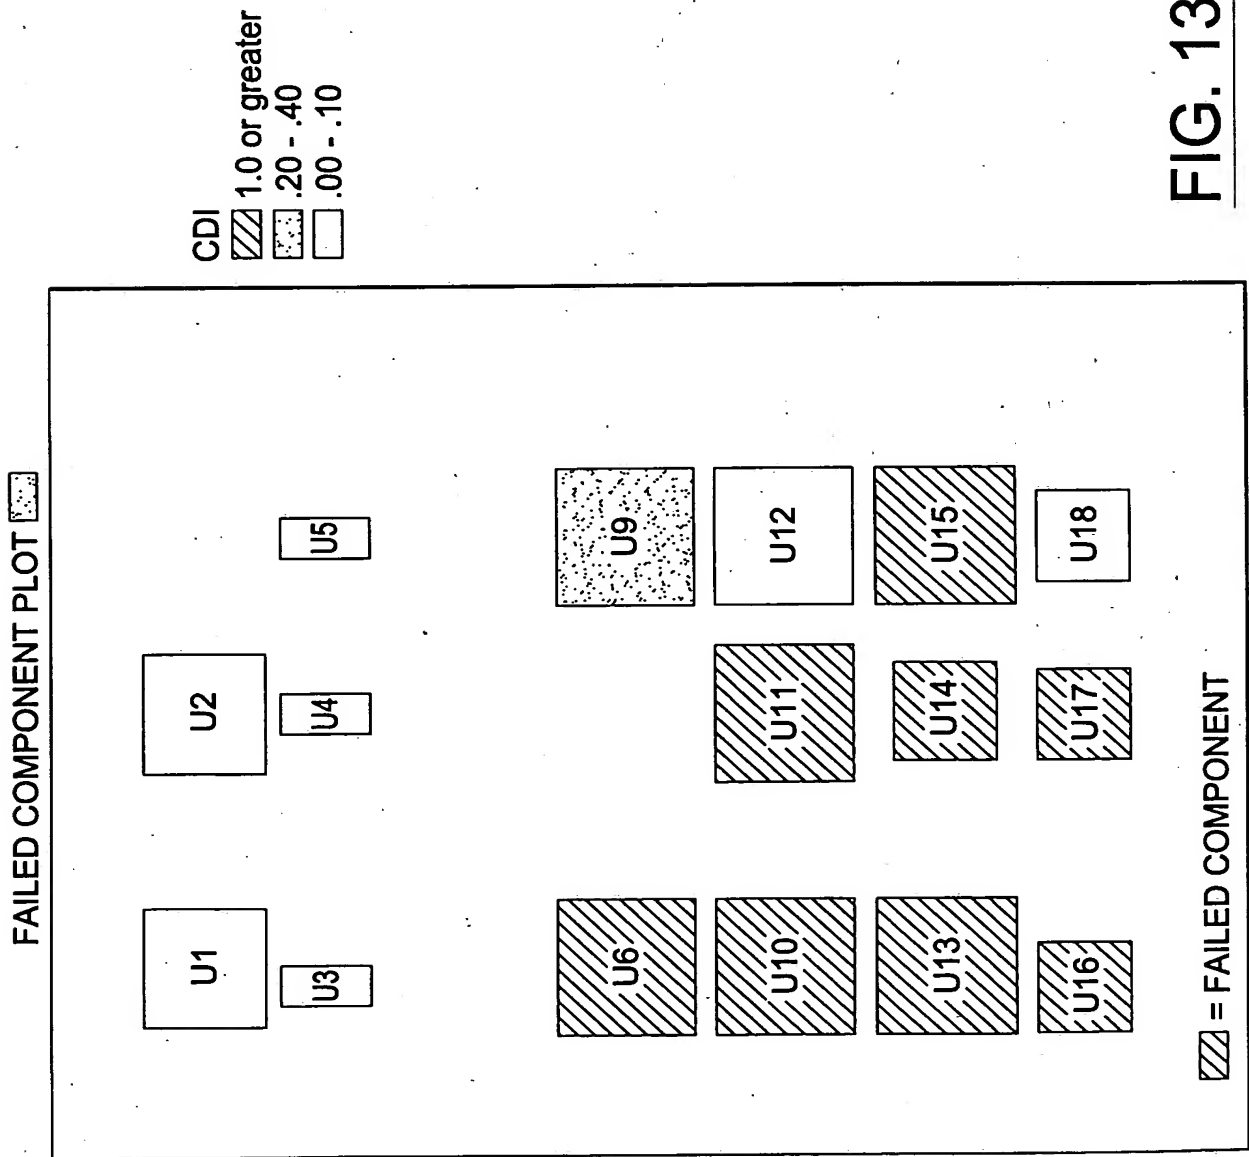 FAILED COMPONENT PLOT
CDI
1.0 or greater
.20 - .40
.00 - .10
U1
U2
U3
U4
U5
U6
U9
U10
U11
U12
U13
U14
U15
U16
U17
U18
= FAILED COMPONENT
FIG. 13